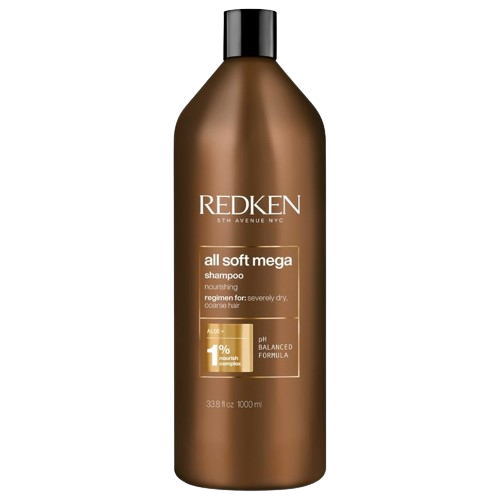 REDKEN
5TH AVENUE NYC
all soft mega
shampoo
nourishing
regimen for: severely dry,
coarse hair
ALOE +
1%
nourish
complex
pH
BALANCED
FORMULA
33.8 fl oz 1000 ml